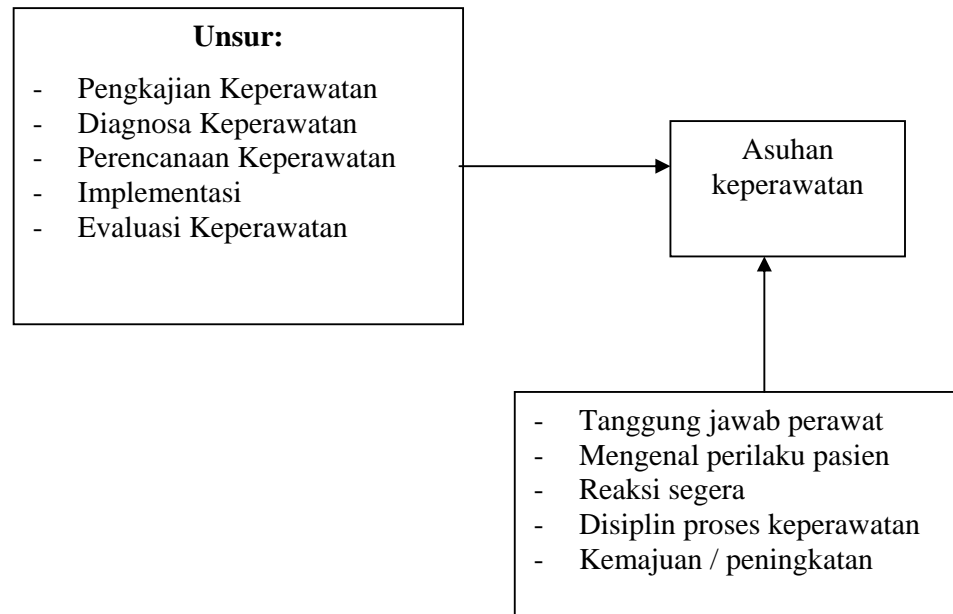 Unsur:
- Pengkajian Keperawatan
- Diagnosa Keperawatan
- Perencanaan Keperawatan
- Implementasi
- Evaluasi Keperawatan
Asuhan
keperawatan
- Tanggung jawab perawat
- Mengenal perilaku pasien
- Reaksi segera
- Disiplin proses keperawatan
- Kemajuan / peningkatan